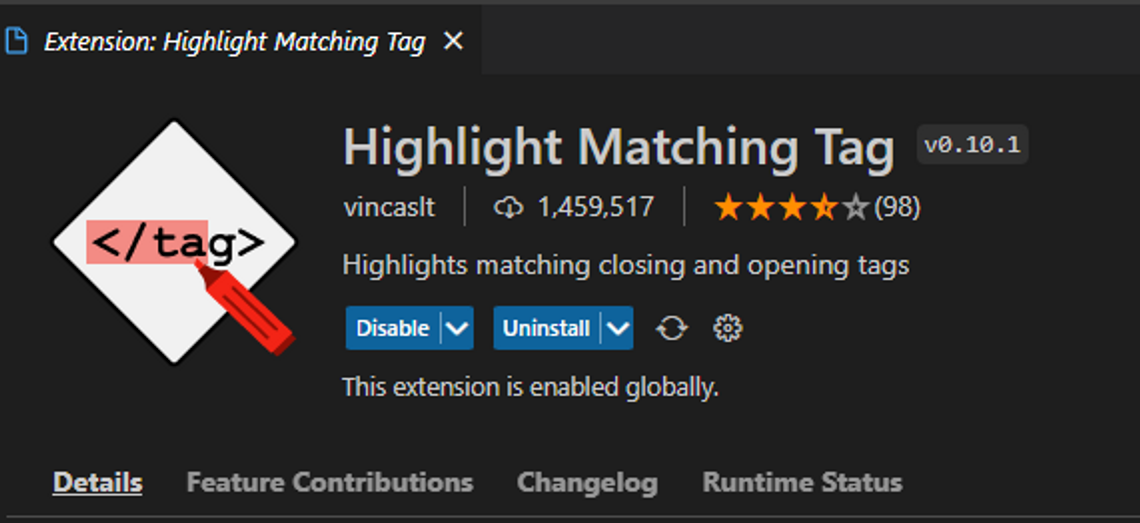 Extension: Highlight Matching Tag
Highlight Matching Tag v0.10.1
vincaslt 1,459,517 (98)
</tag>
Highlights matching closing and opening tags
Disable Uninstall
This extension is enabled globally.
Details Feature Contributions Changelog Runtime Status